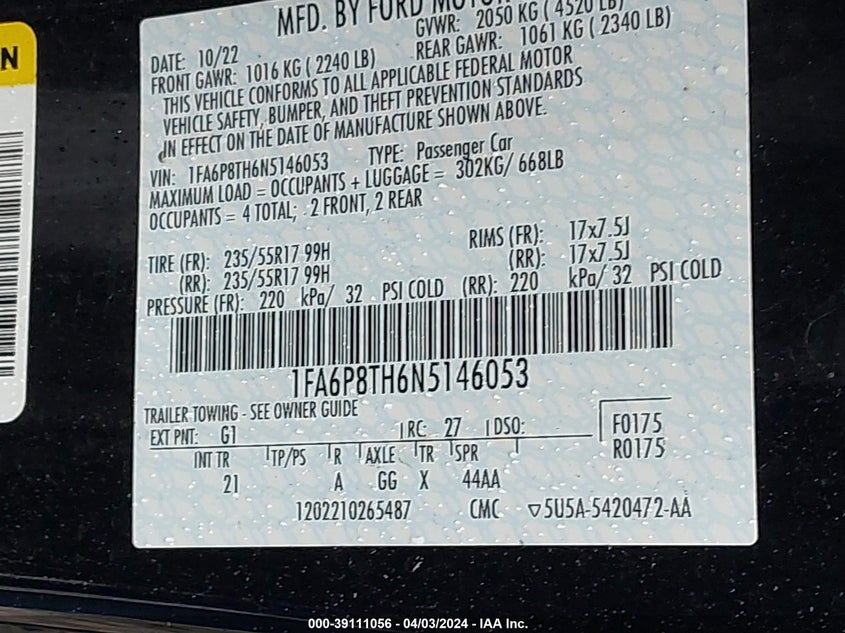 N
MFD. BY FORD MOTOR
DATE: 10/22 GVWR: 2050 KG ( 4520 LB)
FRONT GAWR: 1016 KG ( 2240 LB) REAR GAWR: 1061 KG ( 2340 LB)
THIS VEHICLE CONFORMS TO ALL APPLICABLE FEDERAL MOTOR
VEHICLE SAFETY, BUMPER, AND THEFT PREVENTION STANDARDS
IN EFFECT ON THE DATE OF MANUFACTURE SHOWN ABOVE.
VIN: 1FA6P8TH6N5146053 TYPE: Passenger Car
MAXIMUM LOAD = OCCUPANTS + LUGGAGE = 302KG/ 668LB
OCCUPANTS = 4 TOTAL; 2 FRONT, 2 REAR
TIRE (FR): 235/55R17 99H RIMS (FR): 17x7.5J
(RR): 235/55R17 99H (RR): 17x7.5J
PRESSURE (FR): 220 kPa/ 32 PSI COLD (RR): 220 kPa/ 32 PSI COLD
1FA6P8TH6N5146053
TRAILER TOWING - SEE OWNER GUIDE
EXT PNT: G1 RC: 27 DSO: F0175
INT TR TP/PS R AXLE TR SPR R0175
21 A GG X 44AA
1202210265487 CMC ▽5U5A-5420472-AA
000-39111056 - 04/03/2024 - IAA Inc.